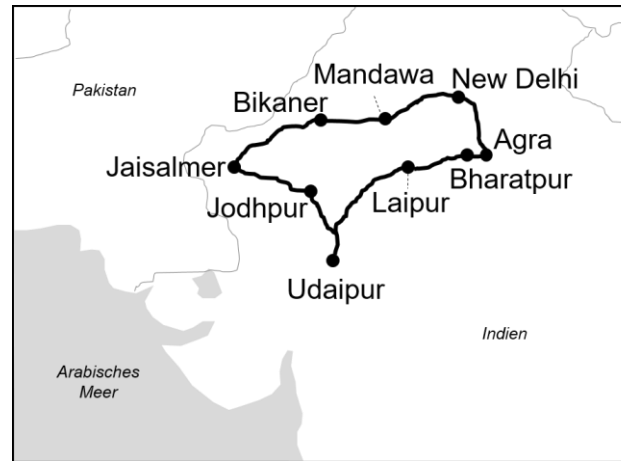 Pakistan
Mandawa
New Delhi
Bikaner
Agra
Jaisalmer
Bharatpur
Jodhpur
Laipur
Udaipur
Indien
Arabisches
Meer